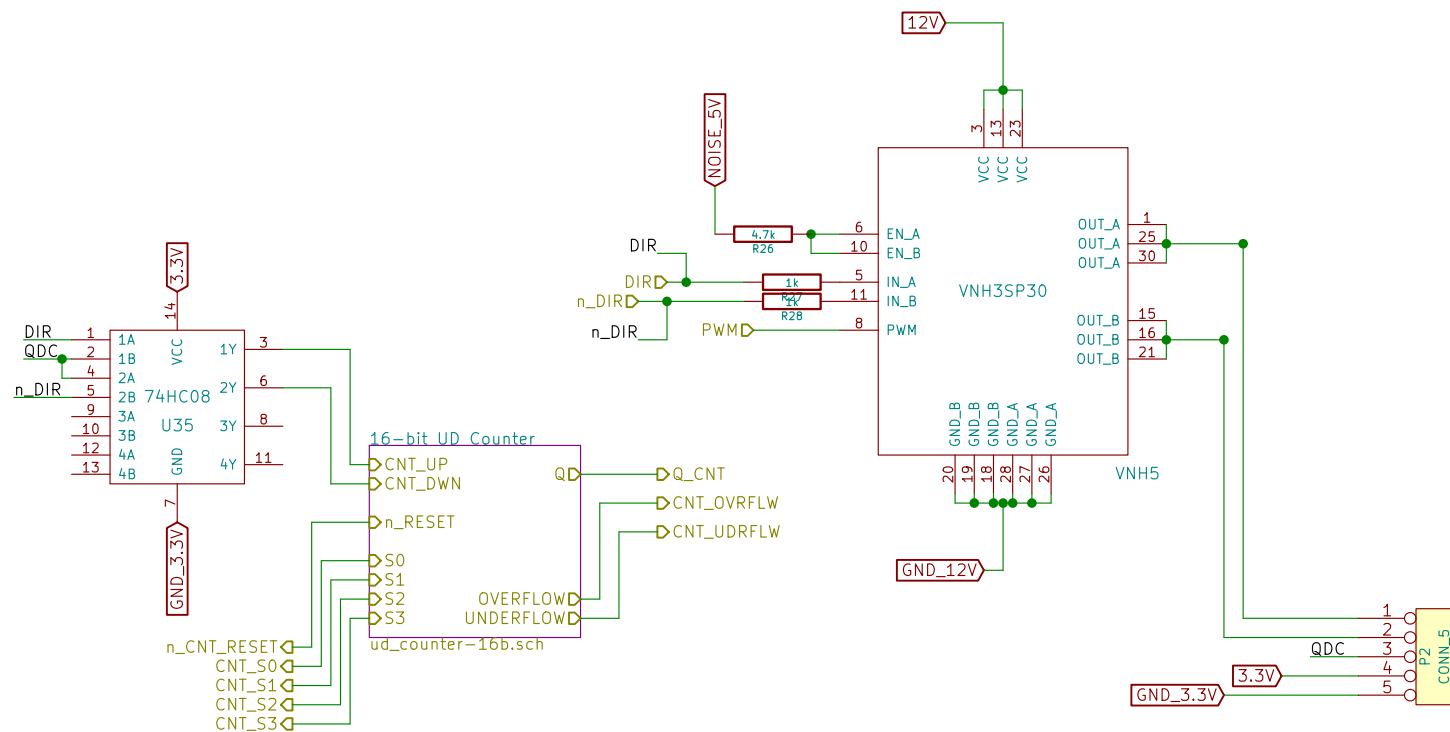 12V
NOISE_5V
3
13
23
VCC
VCC
VCC
4.7k
R26
6
EN_A
10
EN_B
DIR
DIR
1k
R27
5
IN_A
n_DIR
1k
R28
11
IN_B
n_DIR
PWM
8
PWM
VNH3SP30
OUT_A
1
OUT_A
25
OUT_A
30
OUT_B
15
OUT_B
16
OUT_B
21
GND_B
GND_B
GND_B
GND_A
GND_A
GND_A
20
19
18
28
27
26
VNH5
GND_12V
3.3V
14
VCC
DIR
1
1A
QDC
2
1B
4
2A
n_DIR
5
2B
9
3A
10
3B
12
4A
13
4B
74HC08
U35
GND
1Y
3
2Y
6
3Y
8
4Y
11
7
GND_3.3V
16-bit UD Counter
CNT_UP
CNT_DWN
n_RESET
S0
S1
S2
S3
Q
OVERFLOW
UNDERFLOW
ud_counter-16b.sch
Q_CNT
CNT_OVRFLW
CNT_UDRFLW
n_CNT_RESET
CNT_S0
CNT_S1
CNT_S2
CNT_S3
1
2
QDC
3
3.3V
4
GND_3.3V
5
P2
CONN_5